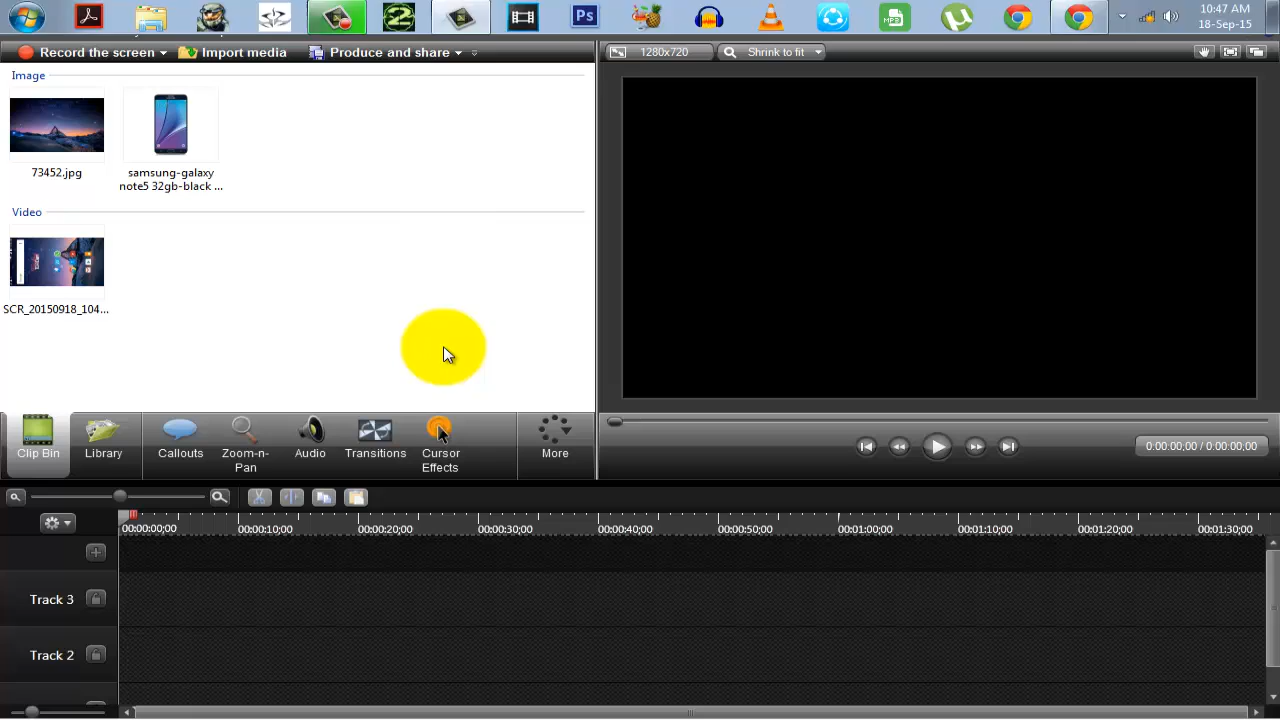 10:47 AM
18-Sep-15
Ps
MP3
Record the screen
Import media
Produce and share
1280x720
Shrink to fit
Image
73452.jpg
samsung-galaxy
note5 32gb-black ...
Video
SCR_20150918_104...
Clip Bin
Library
Callouts
Zoom-n-
Pan
Audio
Transitions
Cursor
Effects
More
0:00:00;00 / 0:00:00;00
00:00:00;00
00:00:10;00
00:00:20;00
00:00:30;00
00:00:40;00
00:00:50;00
00:01:00;00
00:01:10;00
00:01:20;00
00:01:30;00
Track 3
Track 2